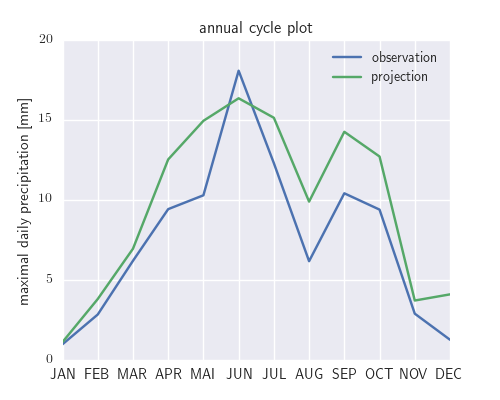 annual cycle plot
maximal daily precipitation [mm]
20
15
10
5
0
observation
projection
JAN FEB MAR APR MAI JUN JUL AUG SEP OCT NOV DEC